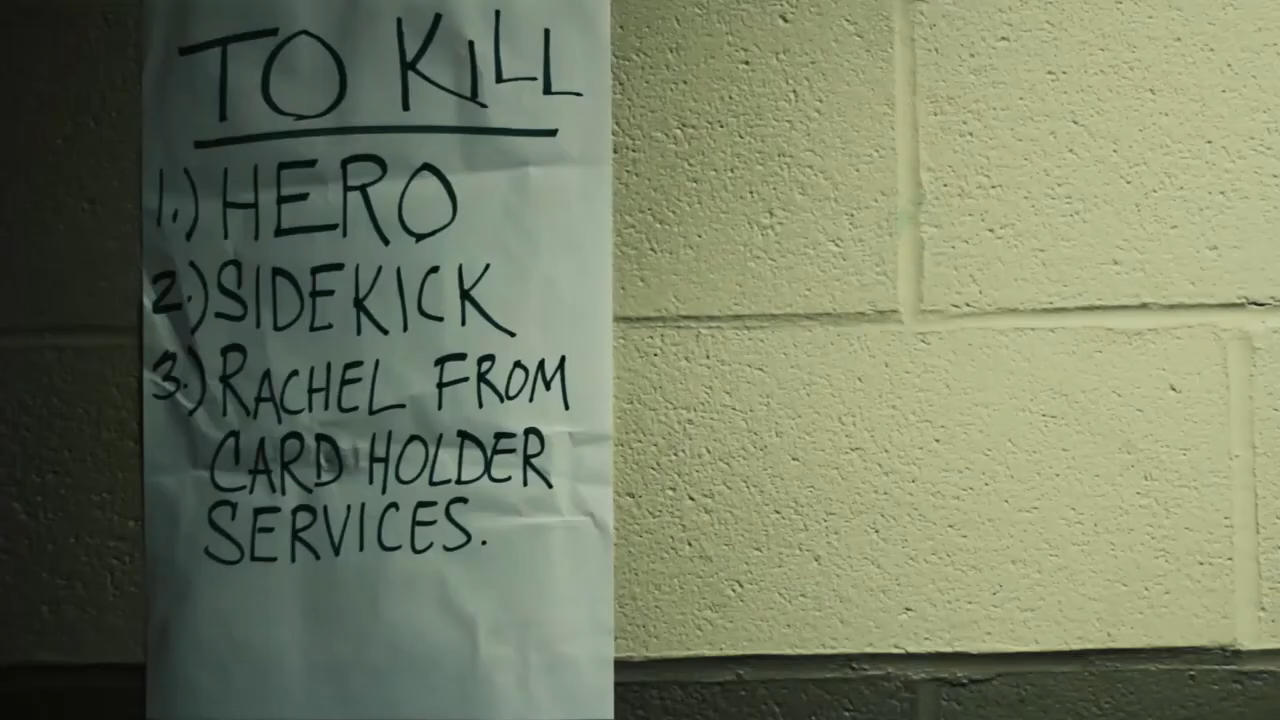 TO KILL
1.) HERO
2.) SIDEKICK
3.) RACHEL FROM
CARD HOLDER
SERVICES.